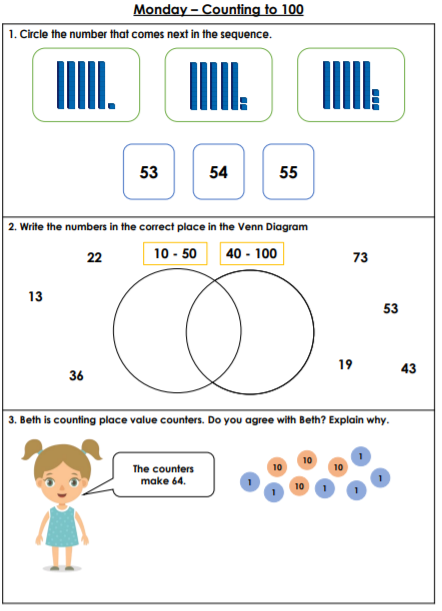 Monday – Counting to 100
1. Circle the number that comes next in the sequence.
53 54 55
2. Write the numbers in the correct place in the Venn Diagram
22 10 - 50 40 - 100 73
13
53
19
43
36
3. Beth is counting place value counters. Do you agree with Beth? Explain why.
The counters
make 64.
10 10 10 1
1 1 10 1 1 1